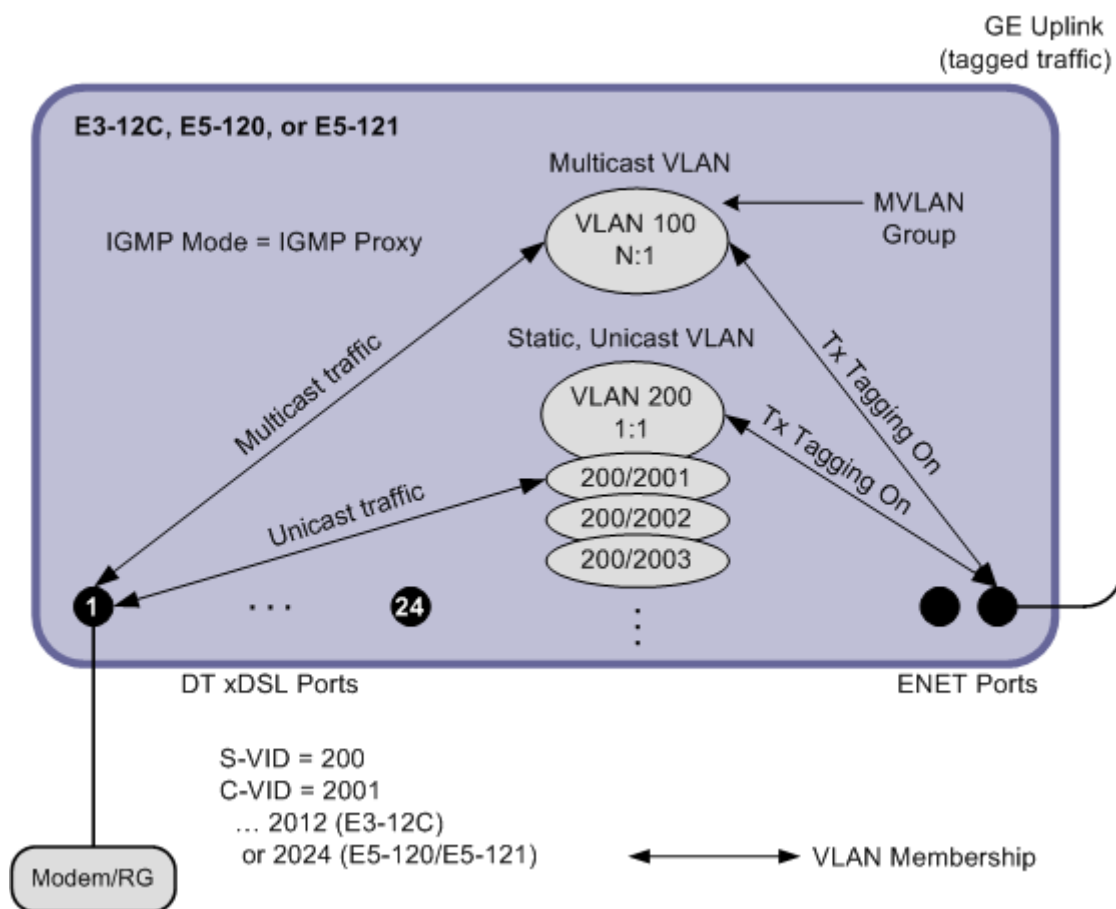 GE Uplink
(tagged traffic)
E3-12C, E5-120, or E5-121
Multicast VLAN
VLAN 100
N:1
MVLAN
Group
IGMP Mode = IGMP Proxy
Multicast traffic
Tx Tagging On
Static, Unicast VLAN
VLAN 200
1:1
Tx Tagging On
Unicast traffic
200/2001
200/2002
200/2003
1
...
24
⋮
DT xDSL Ports
ENET Ports
S-VID = 200
C-VID = 2001
... 2012 (E3-12C)
or 2024 (E5-120/E5-121)
VLAN Membership
Modem/RG